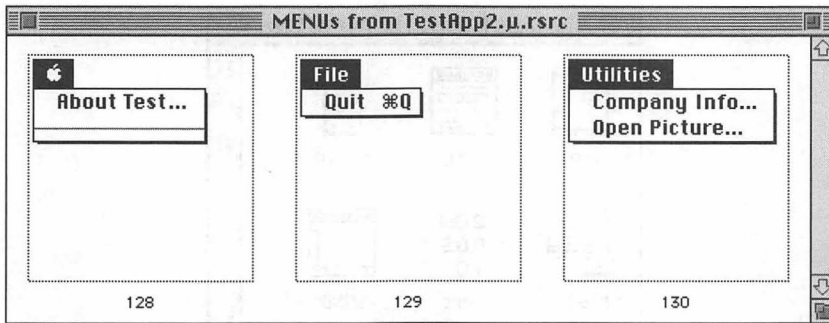 MENUs from TestApp2.µ.rsrc
About Test...
File
Quit ⌘Q
Utilities
Company Info...
Open Picture...
128
129
130